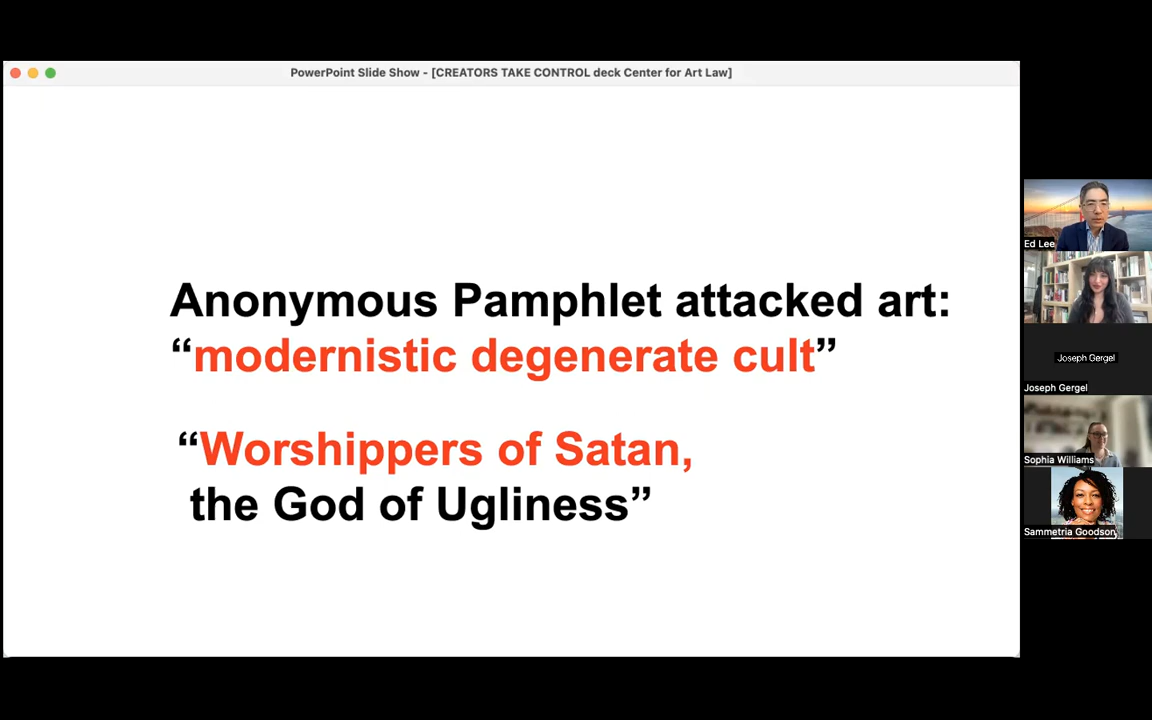 PowerPoint Slide Show - [CREATORS TAKE CONTROL deck Center for Art Law]
Anonymous Pamphlet attacked art:
“modernistic degenerate cult”
“Worshippers of Satan,
the God of Ugliness”
Ed Lee
Joseph Gergel
Joseph Gergel
Sophia Williams
Sammetria Goodson